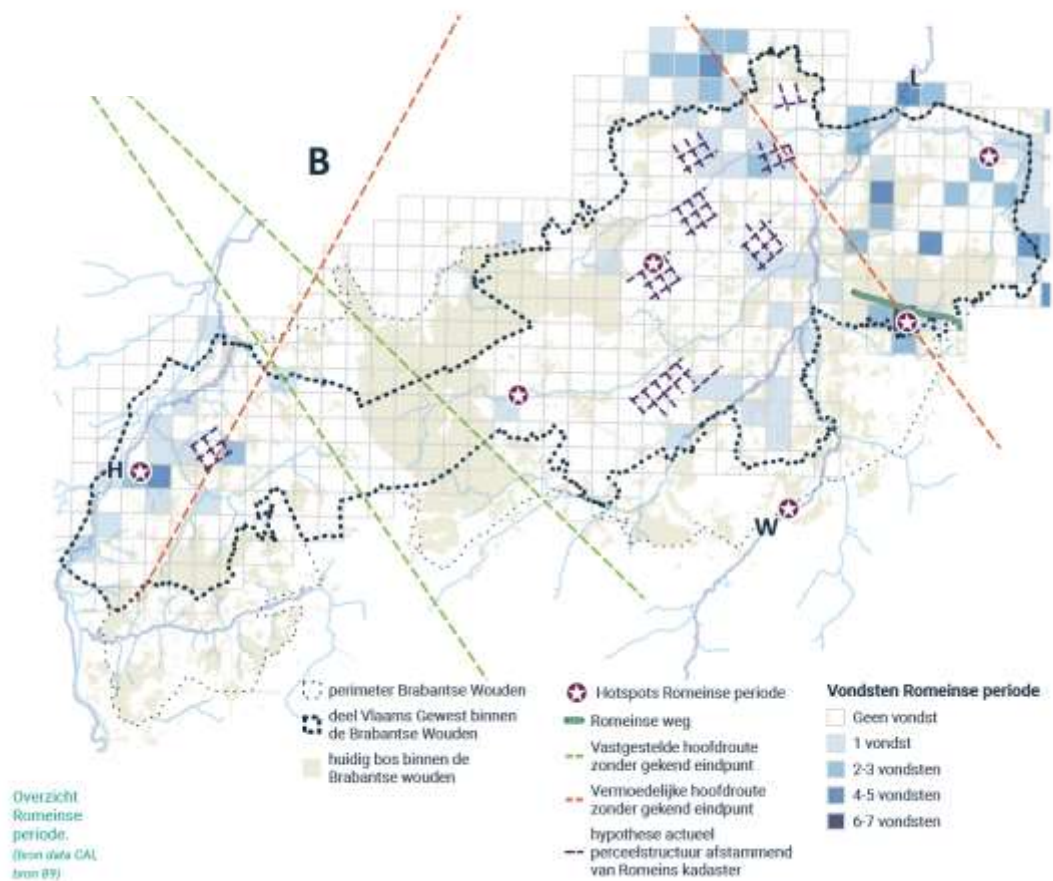 B
L
H
W
perimeter Brabantse Wouden
deel Vlaams Gewest binnen
de Brabantse Wouden
huidig bos binnen de
Brabantse wouden
Hotspots Romeinse periode
Romeinse weg
Vastgestelde hoofdroute
zonder gekend eindpunt
Vermoedelijke hoofdroute
zonder gekend eindpunt
hypothese actueel
perceelstructuur afstammend
van Romeins kadaster
Vondsten Romeinse periode
Geen vondst
1 vondst
2-3 vondsten
4-5 vondsten
6-7 vondsten
Overzicht
Romeinse
periode.
(bron data CAI,
bron 89)